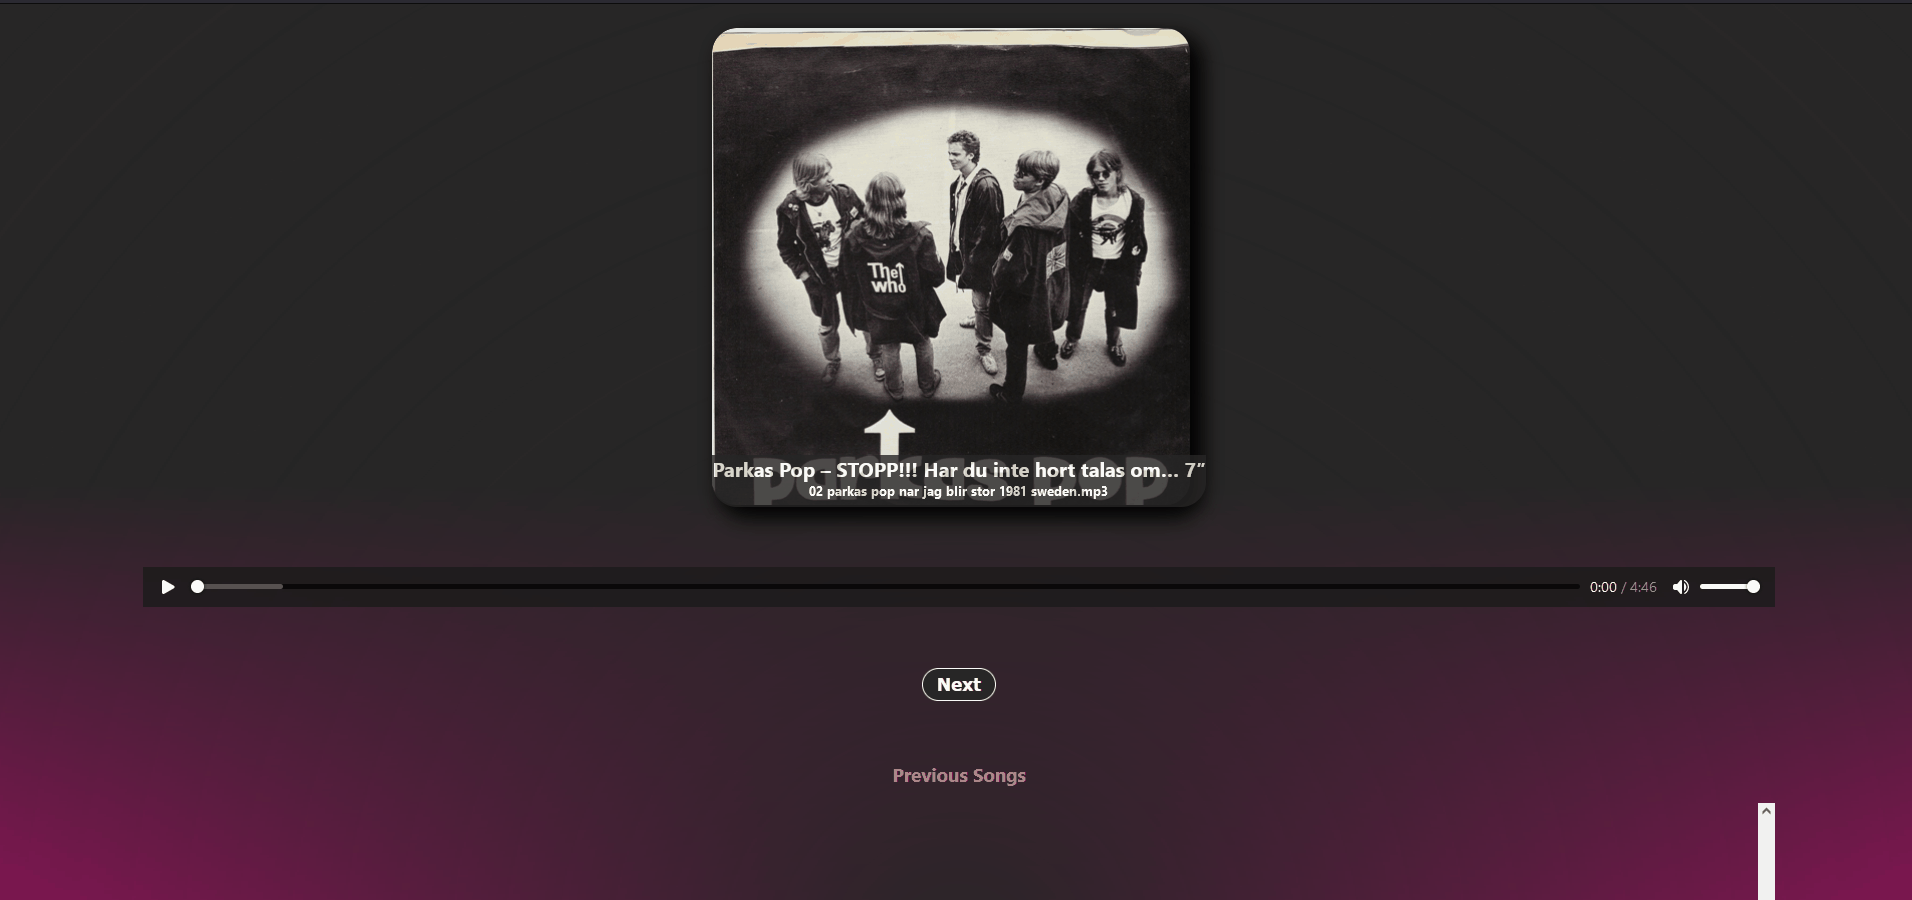 The
who
parkas pop
Parkas Pop – STOPP!!! Har du inte hort talas om... 7″
02 parkas pop nar jag blir stor 1981 sweden.mp3
0:00 / 4:46
Next
Previous Songs